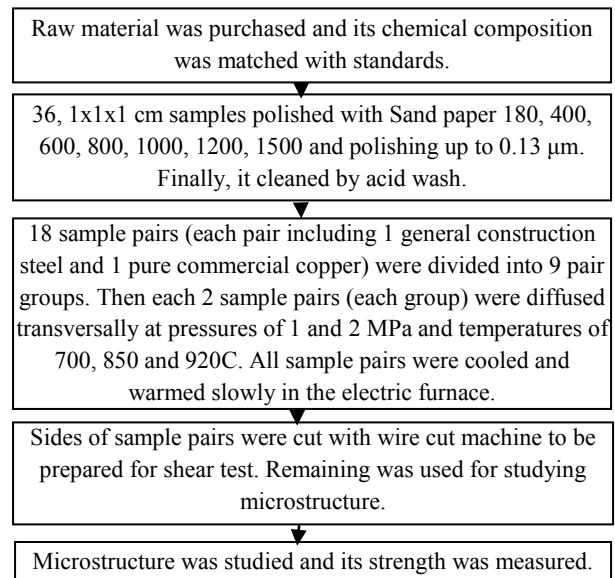 Raw material was purchased and its chemical composition
was matched with standards.
36, 1x1x1 cm samples polished with Sand paper 180, 400,
600, 800, 1000, 1200, 1500 and polishing up to 0.13 μm.
Finally, it cleaned by acid wash.
18 sample pairs (each pair including 1 general construction
steel and 1 pure commercial copper) were divided into 9 pair
groups. Then each 2 sample pairs (each group) were diffused
transversally at pressures of 1 and 2 MPa and temperatures of
700, 850 and 920C. All sample pairs were cooled and
warmed slowly in the electric furnace.
Sides of sample pairs were cut with wire cut machine to be
prepared for shear test. Remaining was used for studying
microstructure.
Microstructure was studied and its strength was measured.